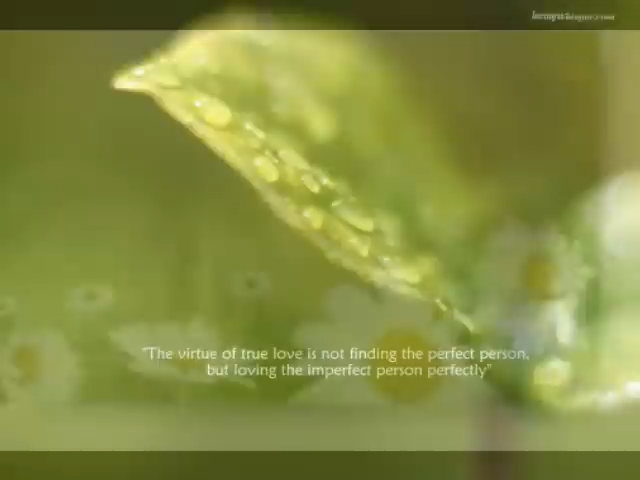 "The virtue of true love is not finding the perfect person,
but loving the imperfect person perfectly"